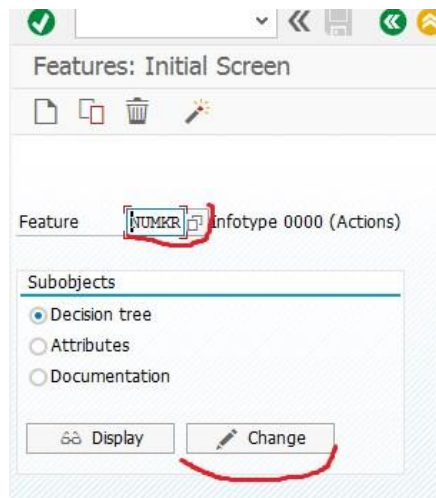 Features: Initial Screen
Feature NUMKR Infotype 0000 (Actions)
Subobjects
Decision tree
Attributes
Documentation
Display Change